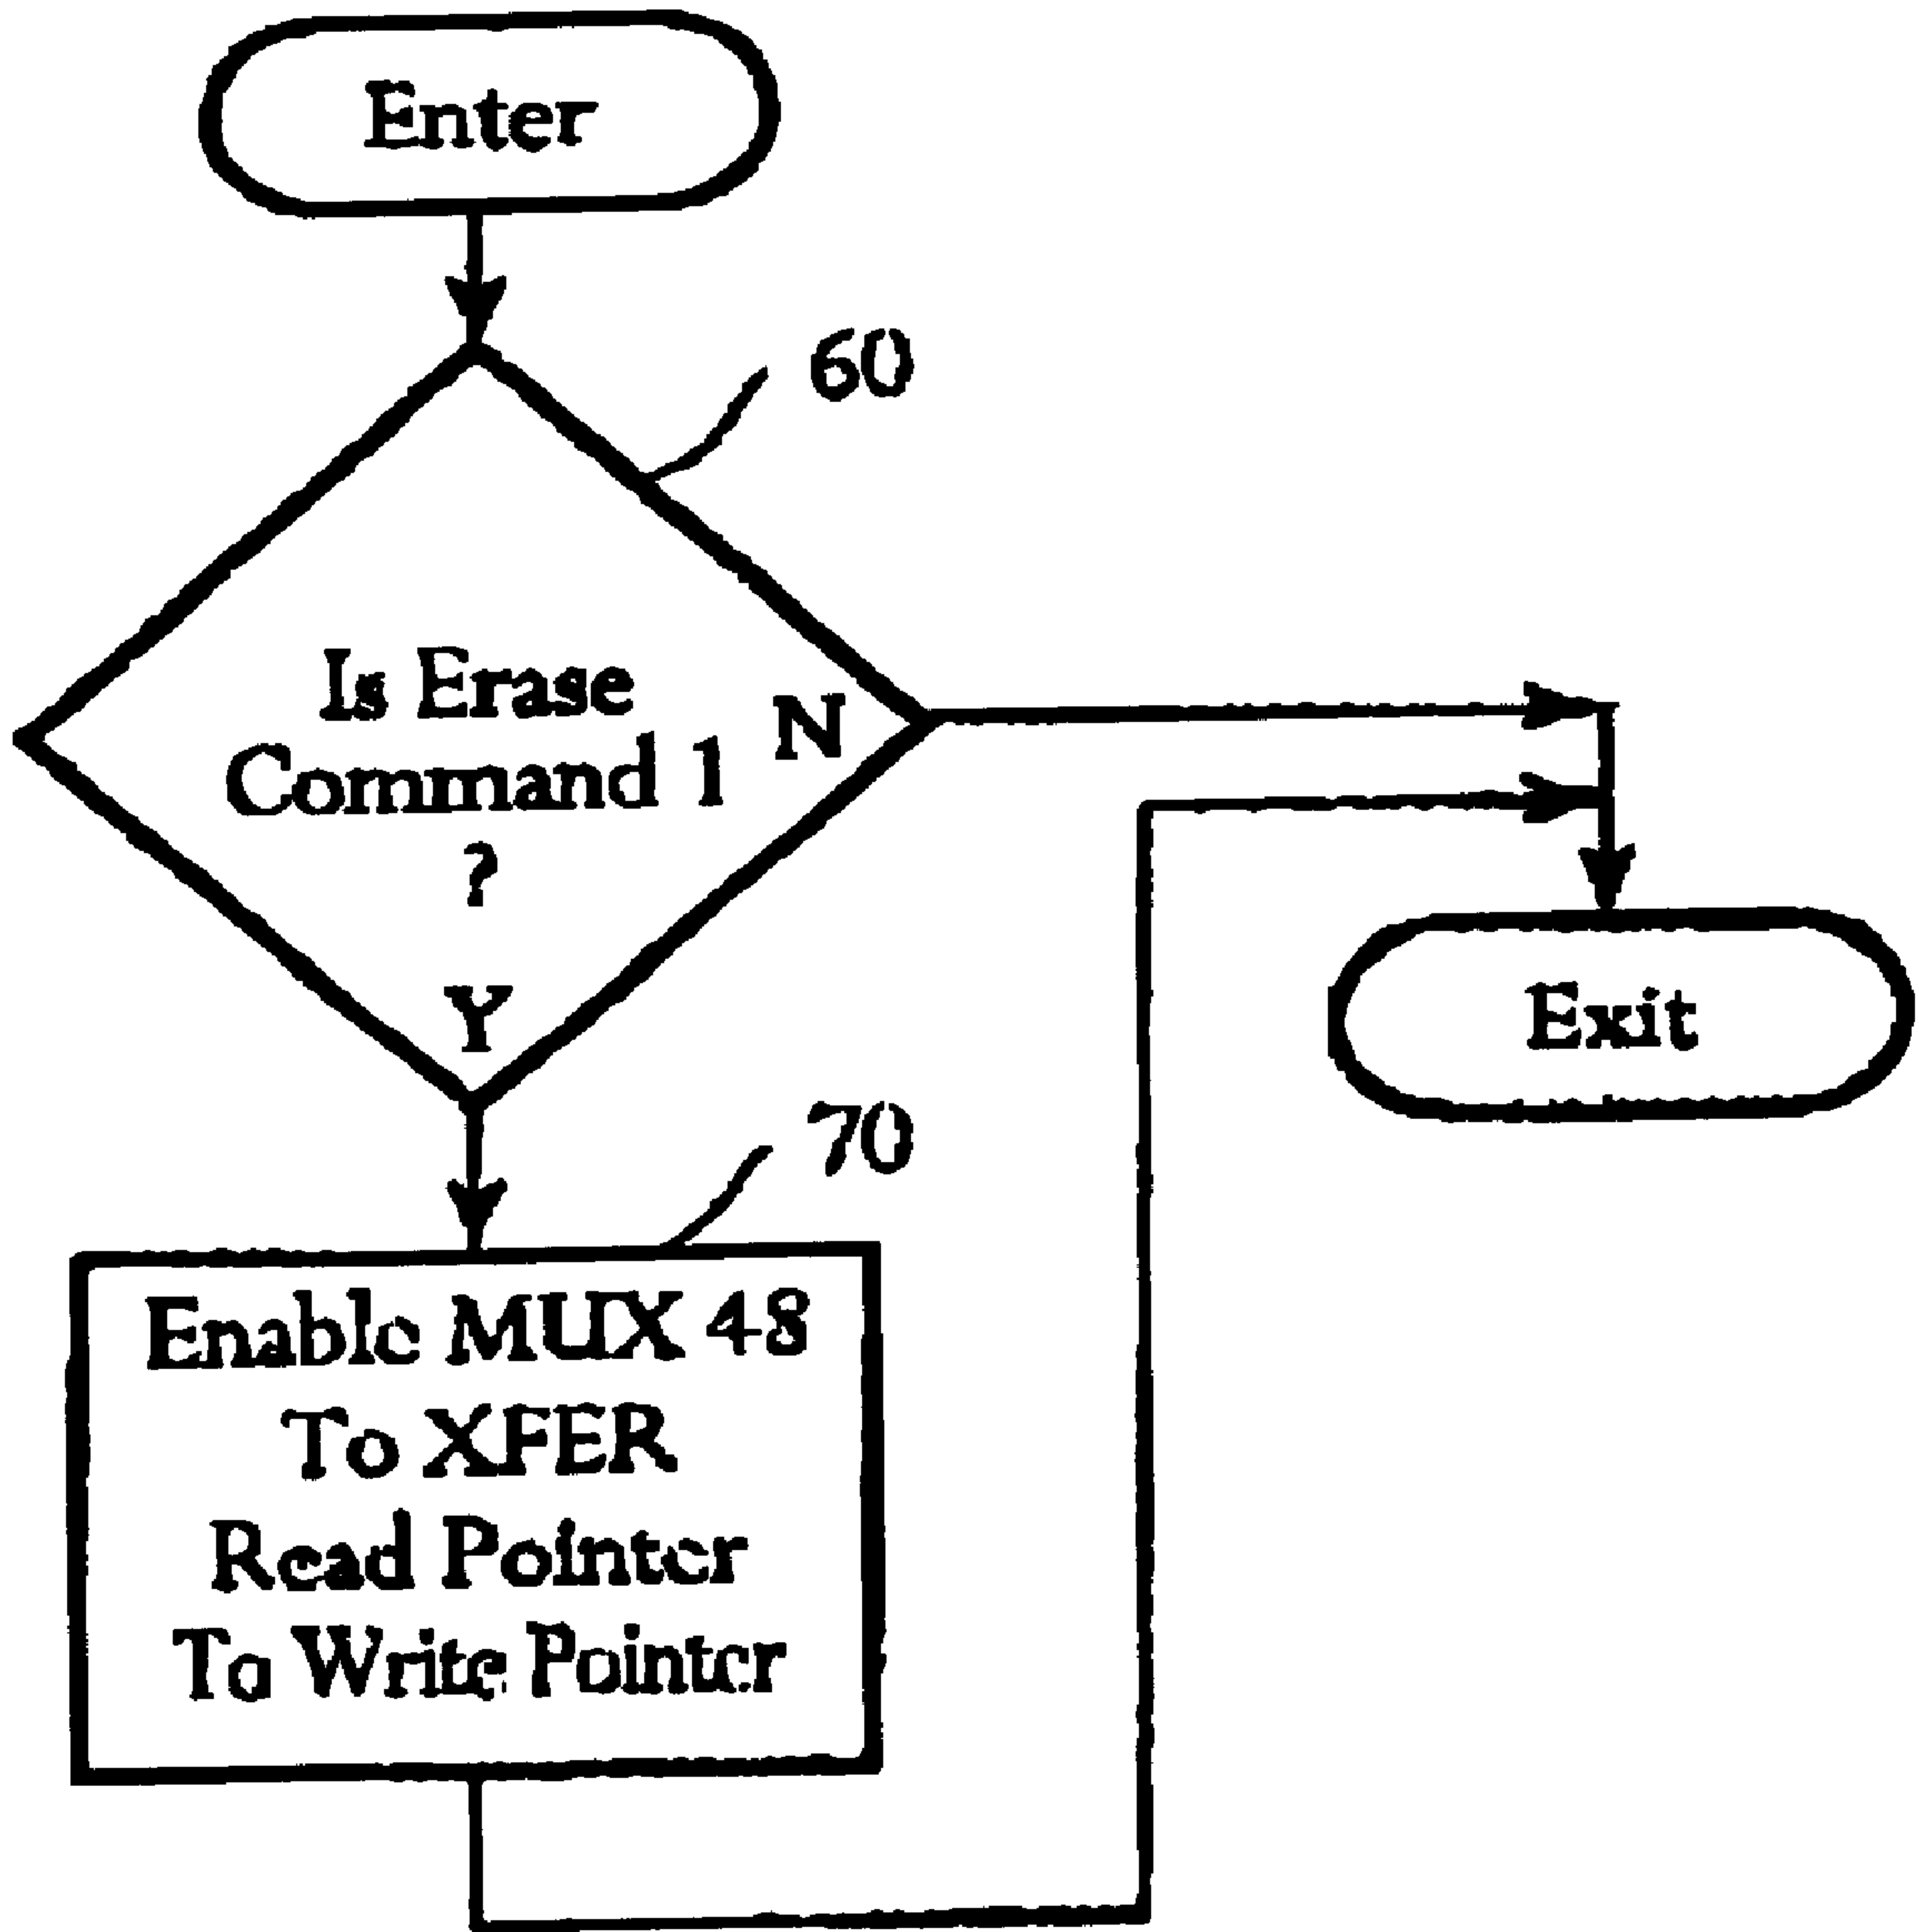 Enter
60
Is Erase
Command 1
?
N
Y
Exit
70
Enable MUX 48
To XFER
Read Pointer
To Write Pointer